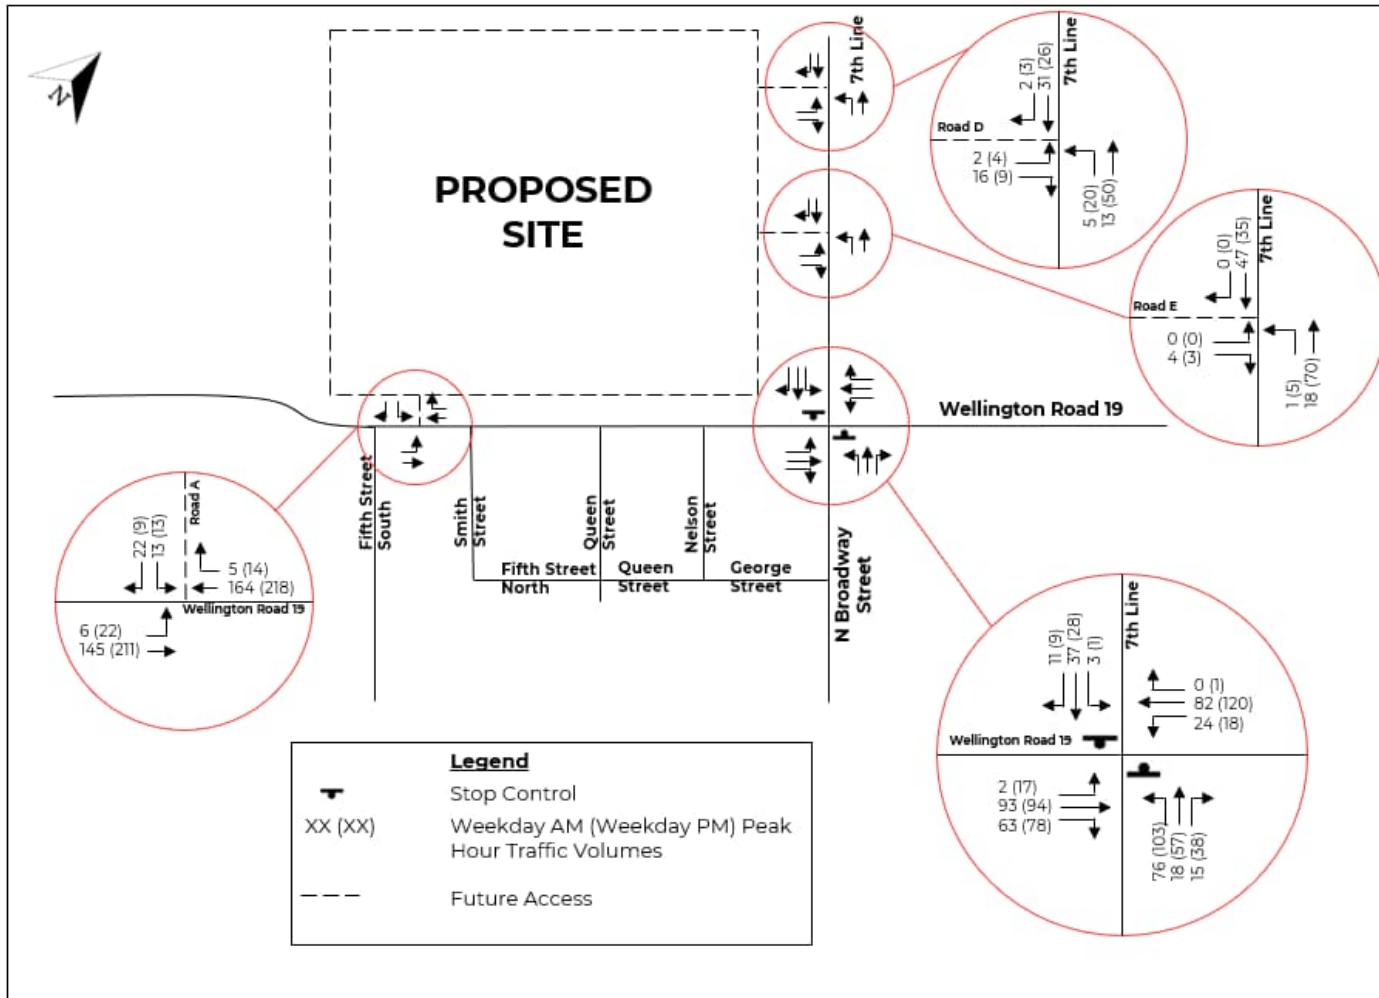 N
PROPOSED
SITE
7th Line
2 (3)
31 (26)
7th Line
Road D
2 (4)
16 (9)
5 (20)
13 (50)
0 (0)
47 (35)
7th Line
Road E
0 (0)
4 (3)
1 (5)
18 (70)
Wellington Road 19
Fifth Street
South
Smith
Street
Queen
Street
Nelson
Street
Fifth Street
North
Queen
Street
George
Street
N Broadway
Street
22 (9)
13 (13)
Road A
5 (14)
164 (218)
Wellington Road 19
6 (22)
145 (211)
11 (9)
37 (28)
3 (1)
7th Line
0 (1)
82 (120)
24 (18)
Wellington Road 19
2 (17)
93 (94)
63 (78)
76 (103)
18 (57)
15 (38)
Legend
Stop Control
XX (XX) Weekday AM (Weekday PM) Peak
Hour Traffic Volumes
Future Access